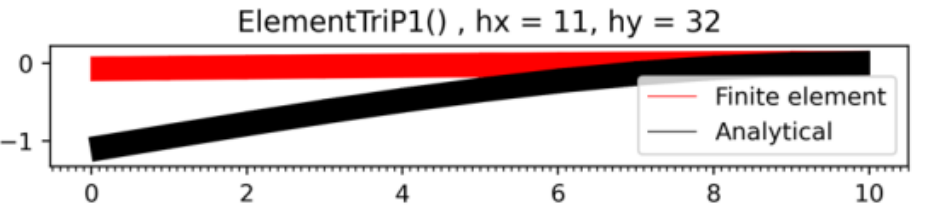 ElementTriP1() , hx = 11, hy = 32
0
−1
Finite element
Analytical
0 2 4 6 8 10